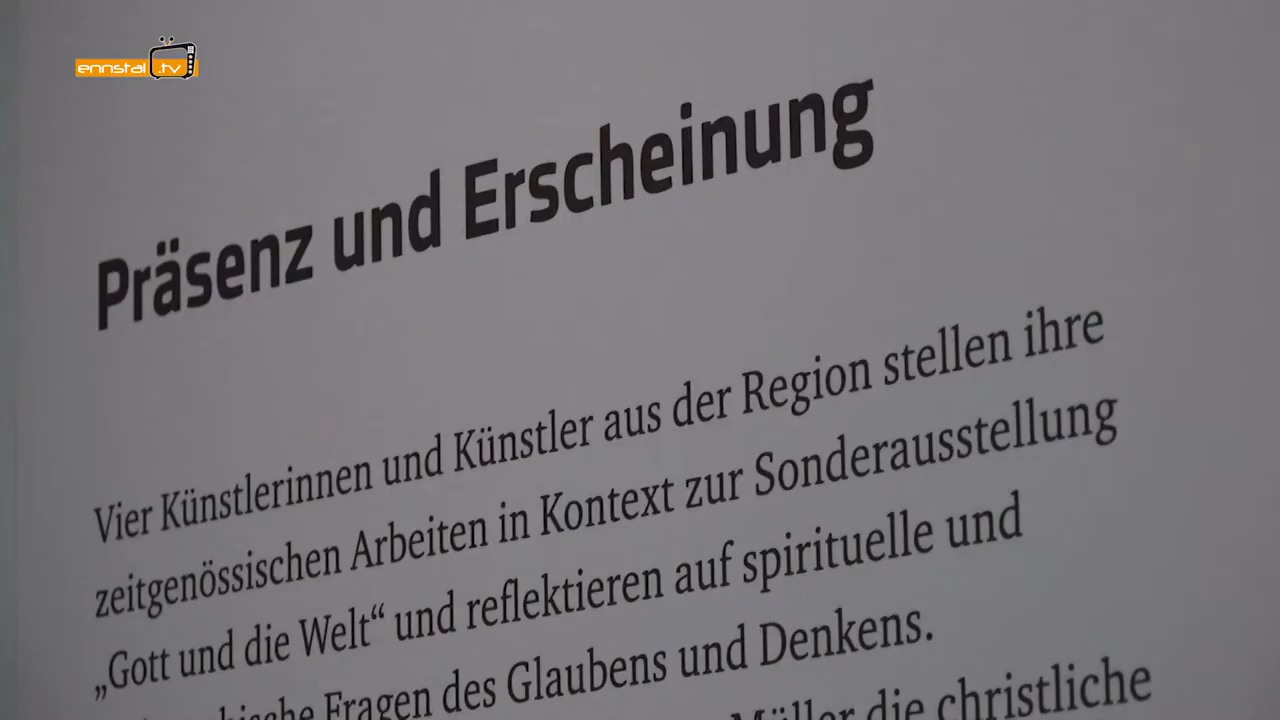 ennstal.tv
Präsenz und Erscheinung
Vier Künstlerinnen und Künstler aus der Region stellen ihre
zeitgenössischen Arbeiten in Kontext zur Sonderausstellung
„Gott und die Welt“ und reflektieren auf spirituelle und
Fragen des Glaubens und Denkens.
Müller die christliche